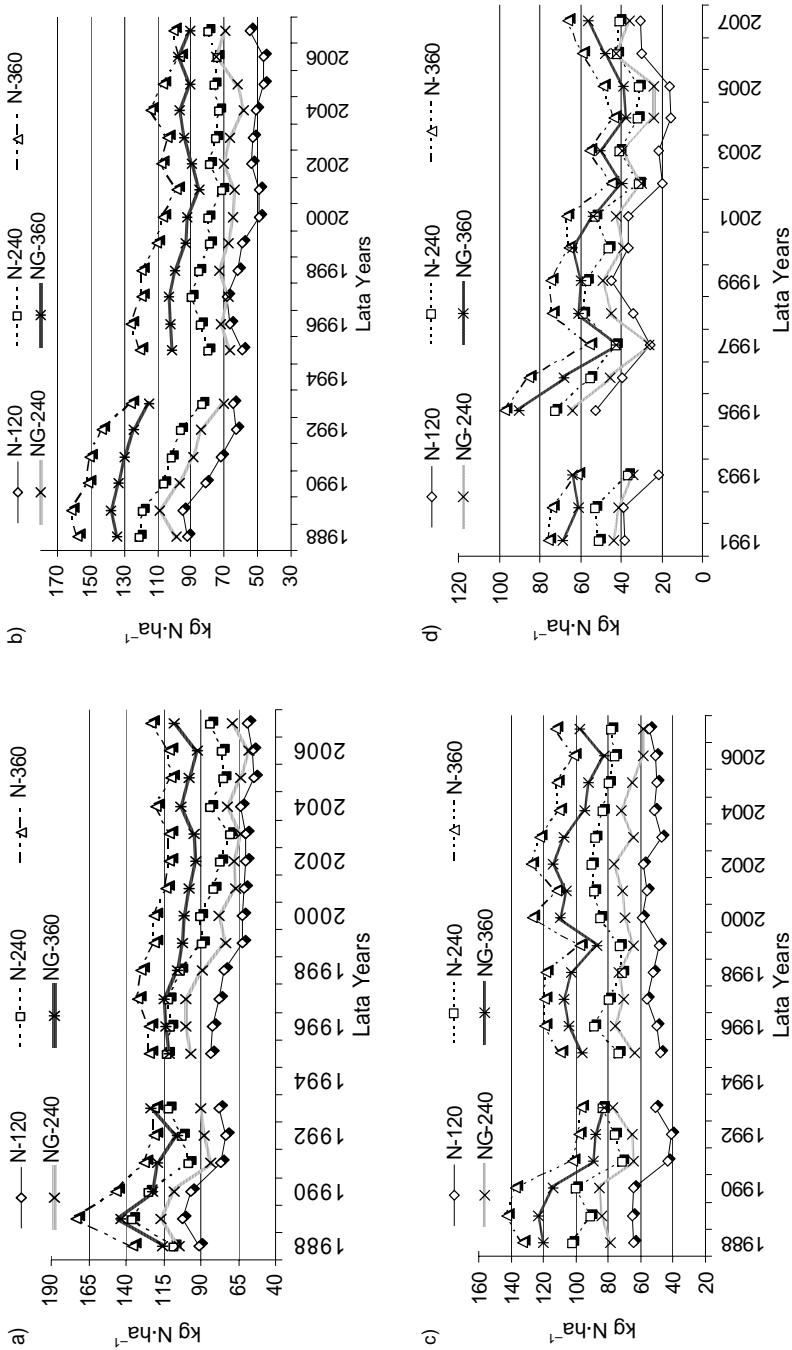 a)
N-120 N-240 N-360
NG-240 NG-360
kg N·ha⁻¹
190
165
140
115
90
65
40
1988 1990 1992 1994 1996 1998 2000 2002 2004 2006
Lata Years
b)
N-120 N-240 N-360
NG-240 NG-360
kg N·ha⁻¹
170
150
130
110
90
70
50
30
1988 1990 1992 1994 1996 1998 2000 2002 2004 2006
Lata Years
c)
N-120 N-240 N-360
NG-240 NG-360
kg N·ha⁻¹
160
140
120
100
80
60
40
20
1988 1990 1992 1994 1996 1998 2000 2002 2004 2006
Lata Years
d)
N-120 N-240 N-360
NG-240 NG-360
kg N·ha⁻¹
120
100
80
60
40
20
0
1991 1993 1995 1997 1999 2001 2003 2005 2007
Lata Years